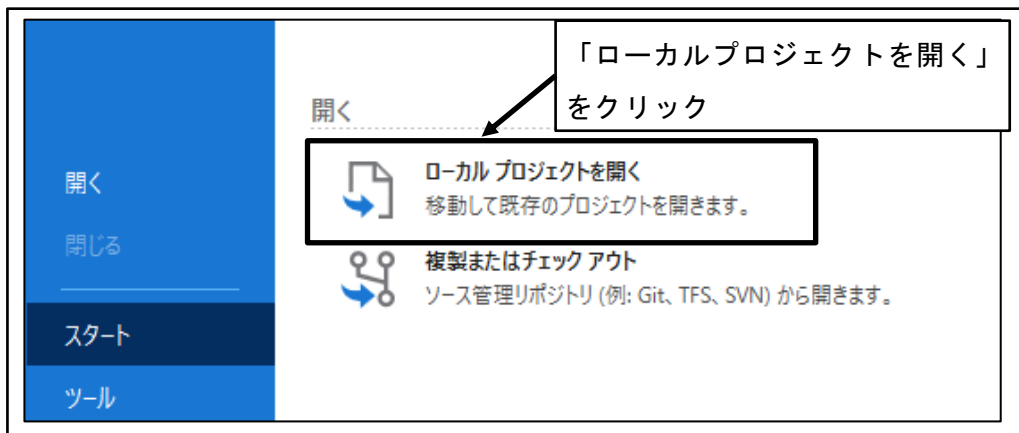 「ローカルプロジェクトを開く」
をクリック
開く
ローカル プロジェクトを開く
移動して既存のプロジェクトを開きます。
複製またはチェック アウト
ソース管理リポジトリ (例: Git、TFS、SVN) から開きます。
開く
閉じる
スタート
ツール